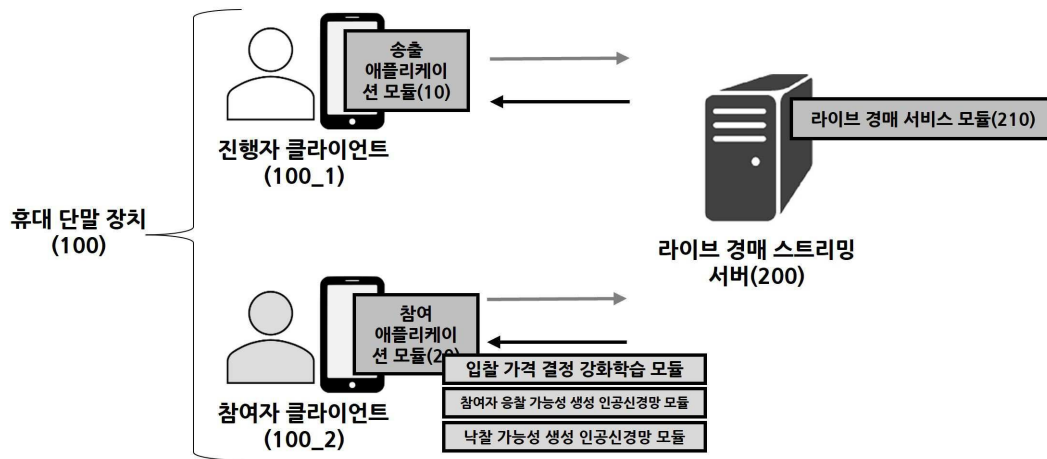 송출
애플리케이
션 모듈(10)
라이브 경매 서비스 모듈(210)
진행자 클라이언트
(100_1)
휴대 단말 장치
(100)
라이브 경매 스트리밍
서버(200)
참여
애플리케이
션 모듈(20)
입찰 가격 결정 강화학습 모듈
참여자 응찰 가능성 생성 인공신경망 모듈
낙찰 가능성 생성 인공신경망 모듈
참여자 클라이언트
(100_2)